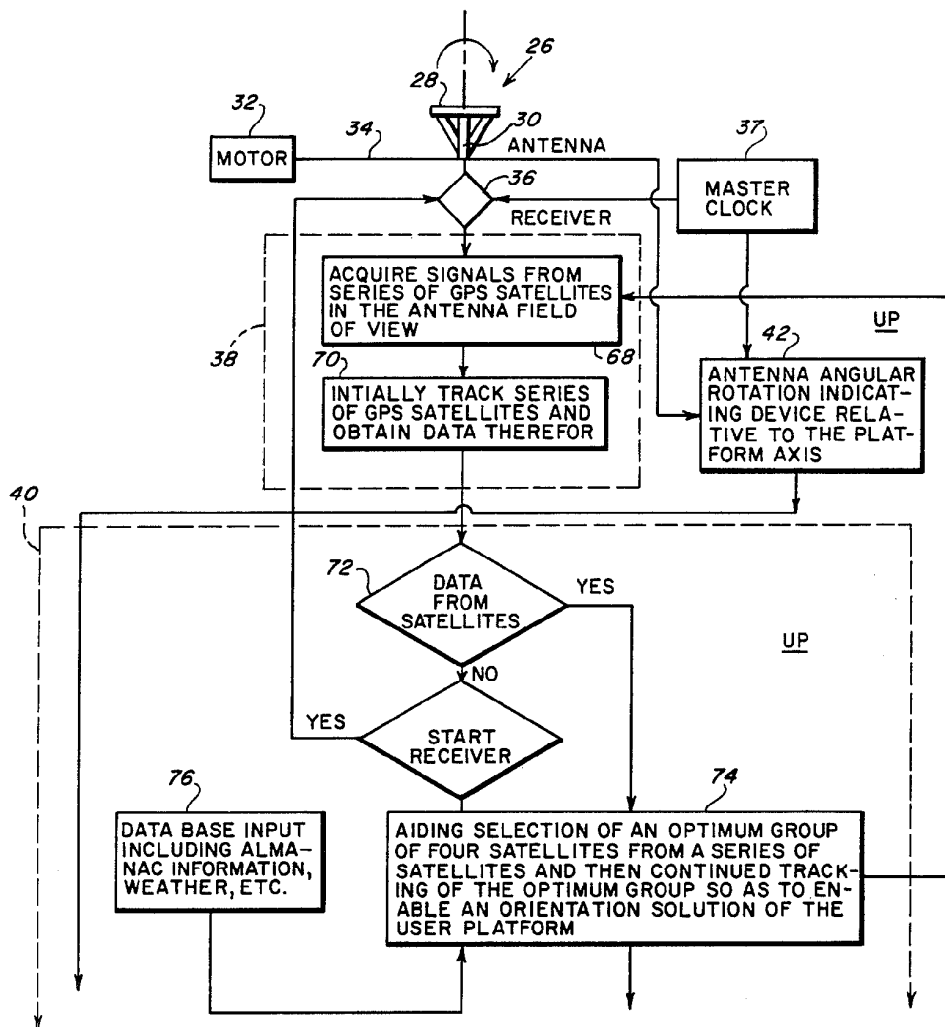 26
28
32
30
34
ANTENNA
37
MOTOR
36
MASTER
CLOCK
RECEIVER
ACQUIRE SIGNALS FROM
SERIES OF GPS SATELLITES
IN THE ANTENNA FIELD
OF VIEW
UP
38
70
68
42
INTIALLY TRACK SERIES
OF GPS SATELLITES AND
OBTAIN DATA THEREFOR
ANTENNA ANGULAR
ROTATION INDICAT-
ING DEVICE RELA-
TIVE TO THE PLAT-
FORM AXIS
40
72
DATA
FROM
SATELLITES
YES
UP
NO
YES
START
RECEIVER
76
74
DATA BASE INPUT
INCLUDING ALMA-
NAC INFORMATION,
WEATHER, ETC.
AIDING SELECTION OF AN OPTIMUM GROUP
OF FOUR SATELLITES FROM A SERIES OF
SATELLITES AND THEN CONTINUED TRACK-
ING OF THE OPTIMUM GROUP SO AS TO EN-
ABLE AN ORIENTATION SOLUTION OF THE
USER PLATFORM